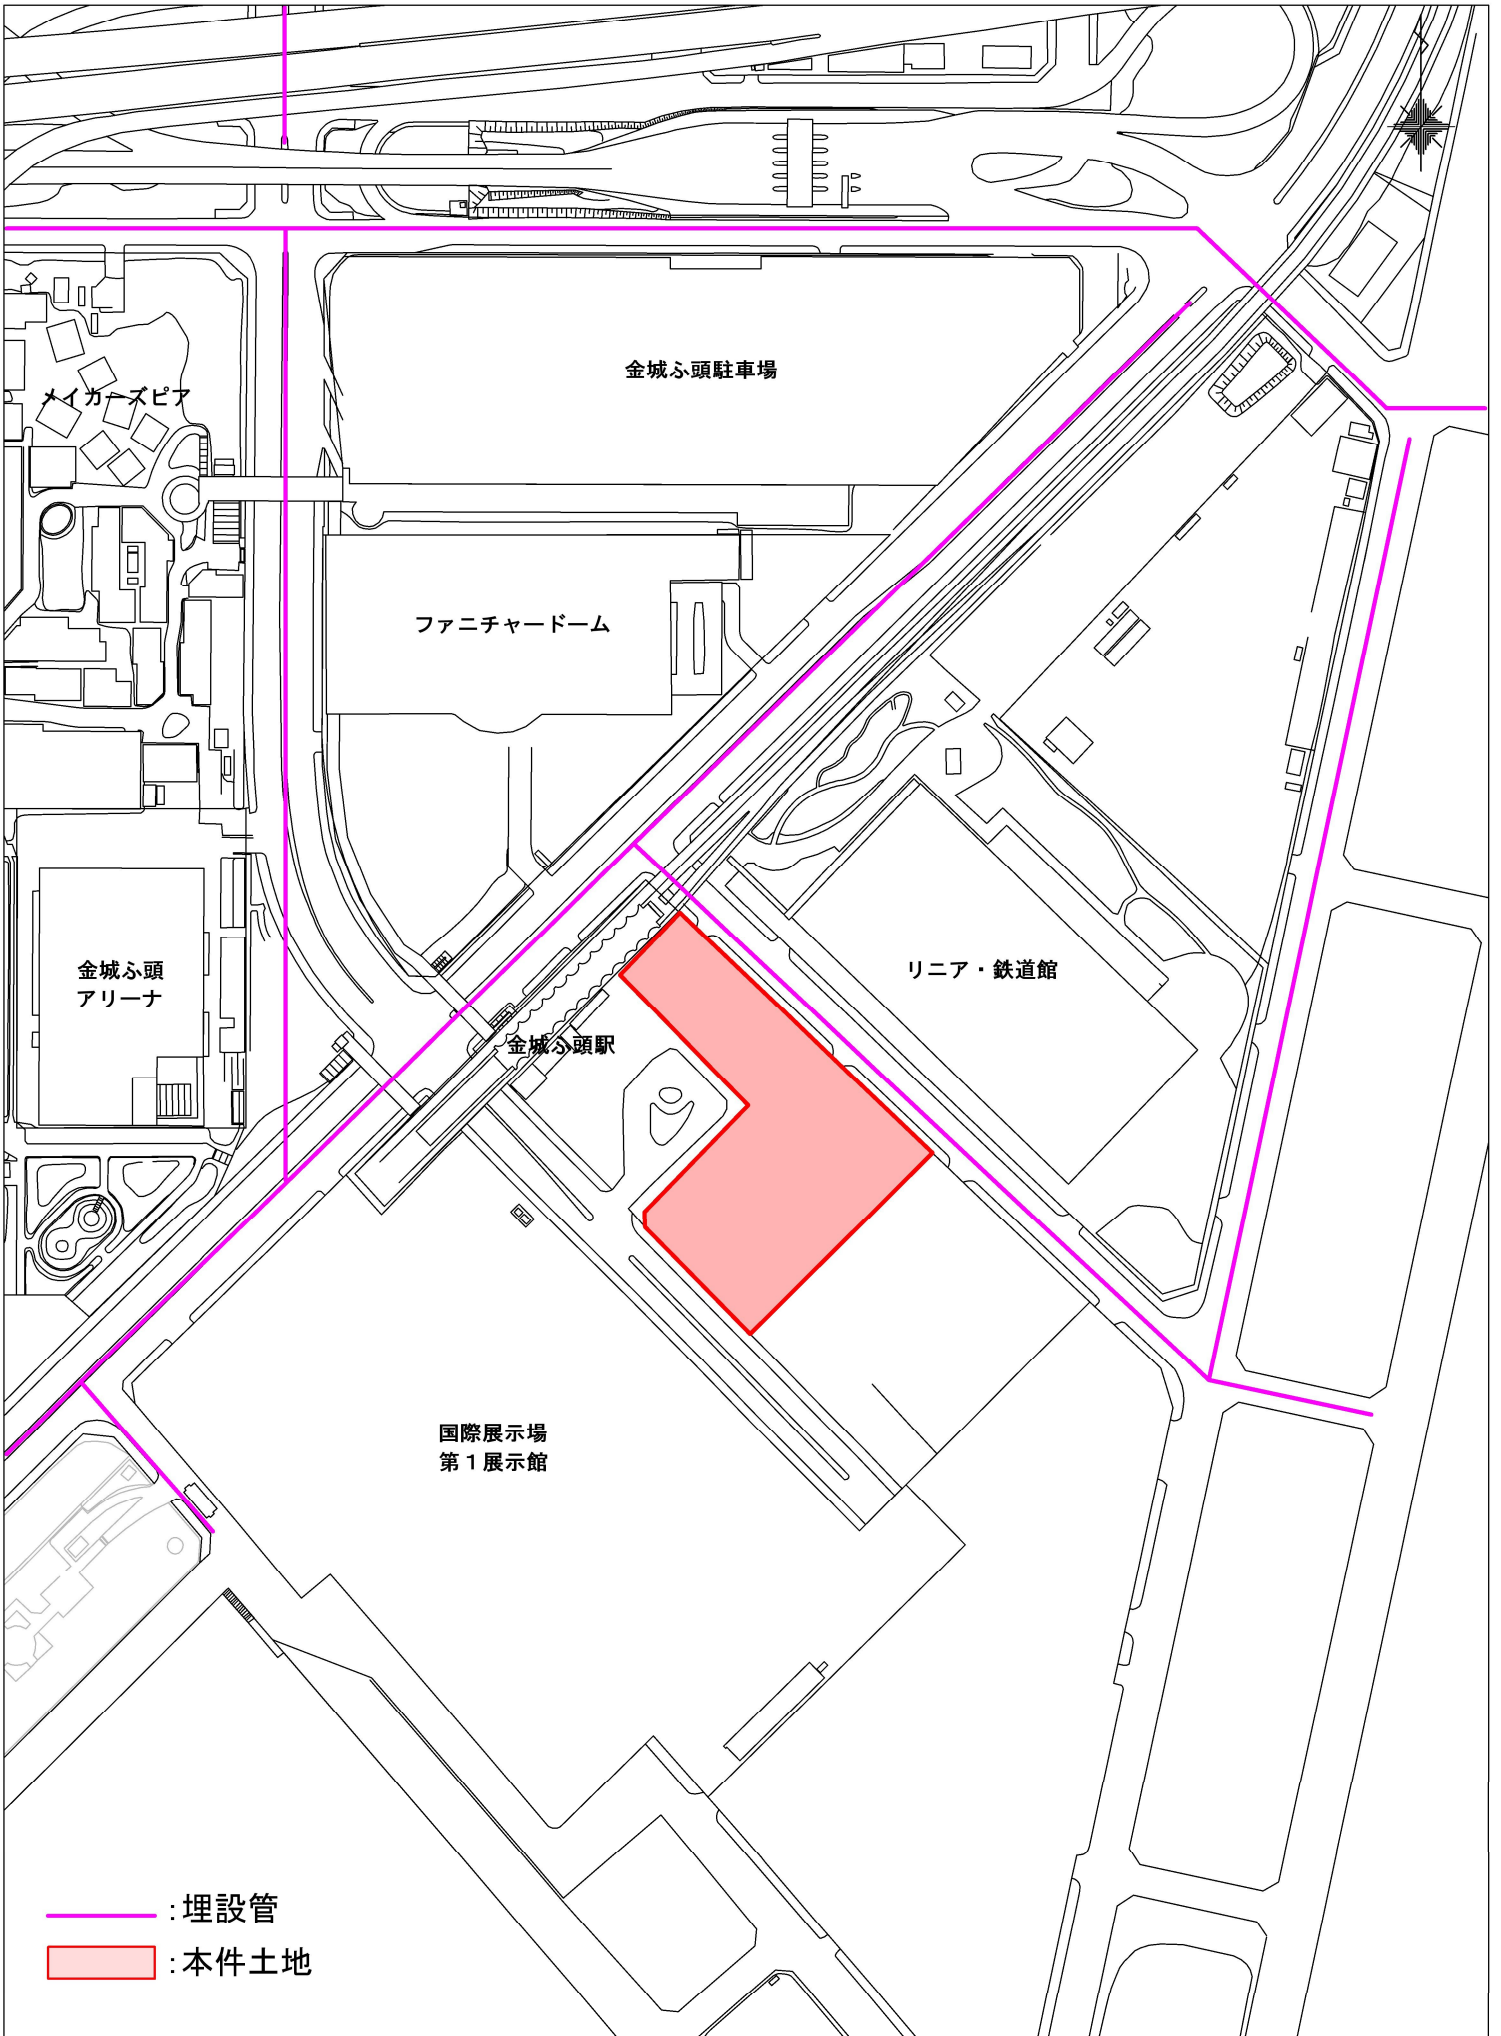 金城ふ頭駐車場
メイカーズピア
ファニチャードーム
金城ふ頭
アリーナ
リニア・鉄道館
金城ふ頭駅
国際展示場
第１展示館
:埋設管
:本件土地